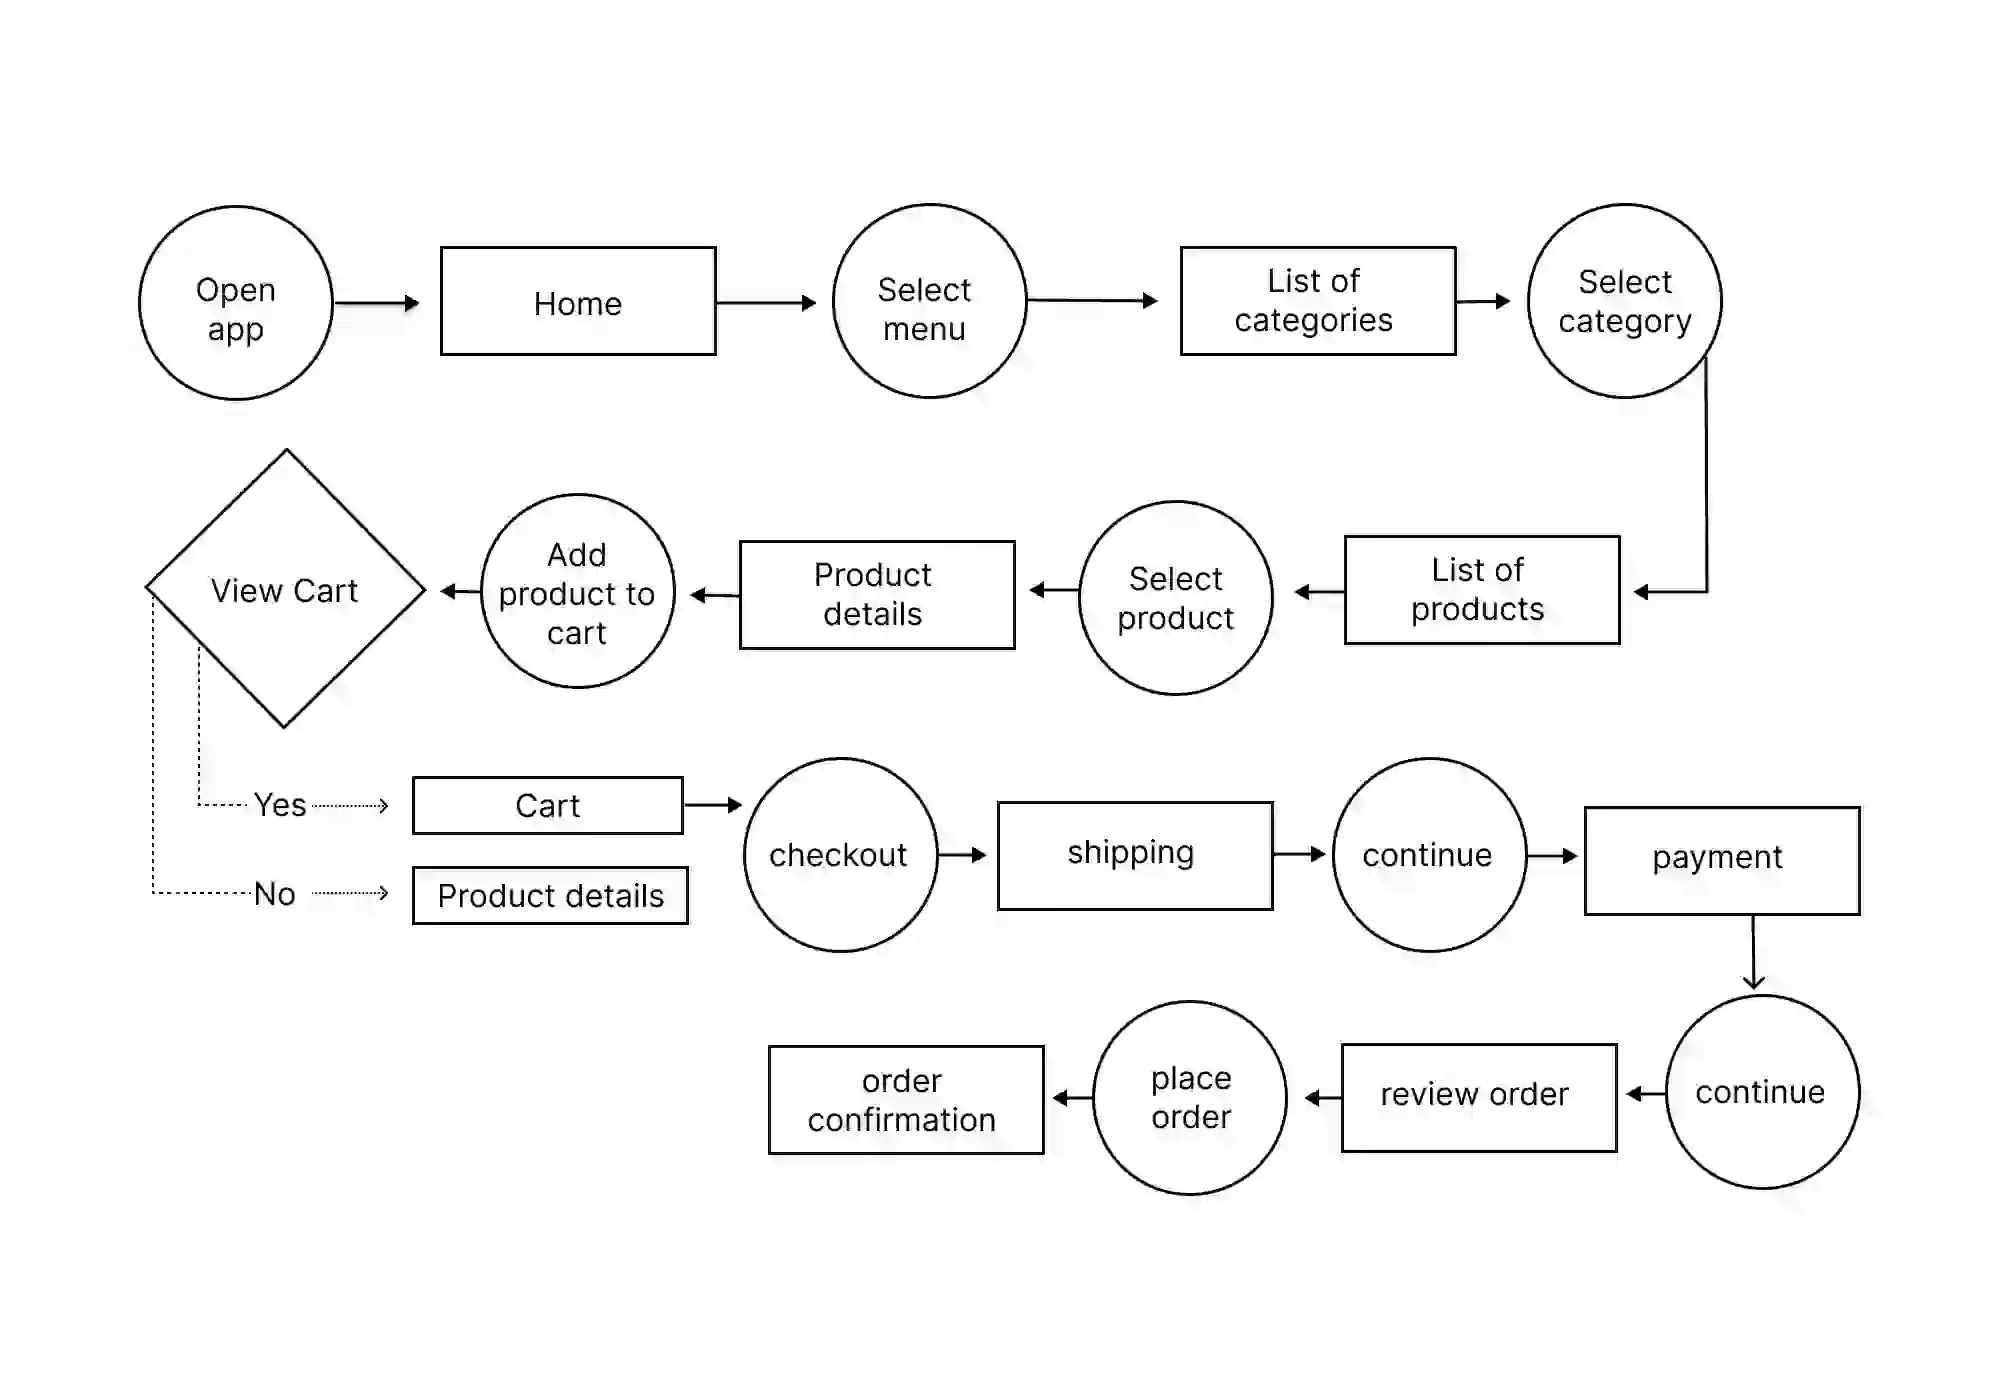 Open
app
Home
Select
menu
List of
categories
Select
category
View Cart
Add
product to
cart
Product
details
Select
product
List of
products
Yes
Cart
checkout
shipping
continue
payment
No
Product details
order
confirmation
place
order
review order
continue